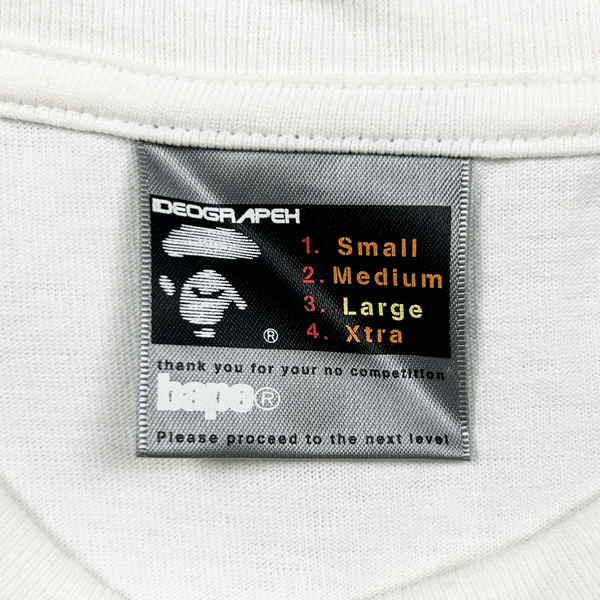 IDEOGRAPEH
1. Small
2. Medium
3. Large
4. Xtra
®
thank you for your no competition
bape®
Please proceed to the next level